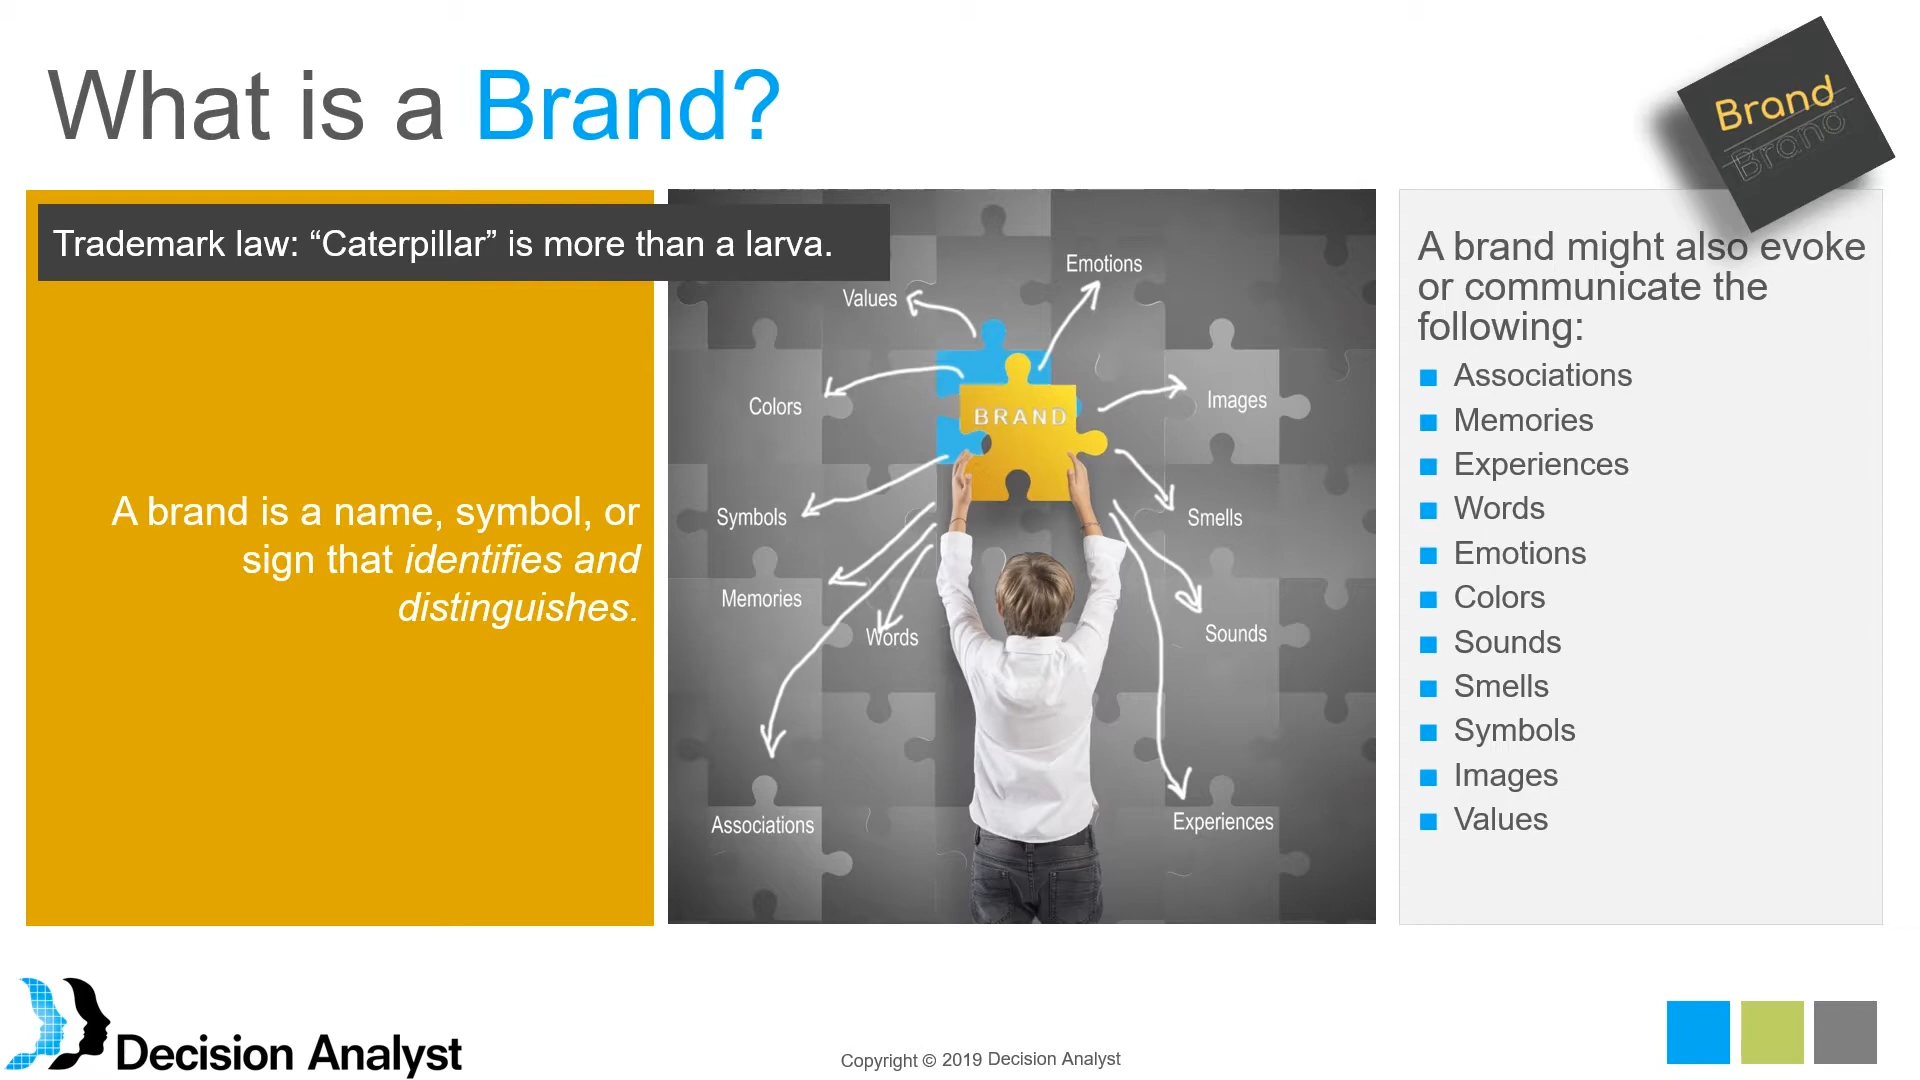 What is a Brand?
Brand
Brand
Trademark law: “Caterpillar” is more than a larva.
A brand is a name, symbol, or
sign that identifies and
distinguishes.
Emotions
Values
Colors
BRAND
Images
Symbols
Smells
Memories
Words
Sounds
Associations
Experiences
A brand might also evoke
or communicate the
following:
Associations
Memories
Experiences
Words
Emotions
Colors
Sounds
Smells
Symbols
Images
Values
Decision Analyst
Copyright © 2019 Decision Analyst